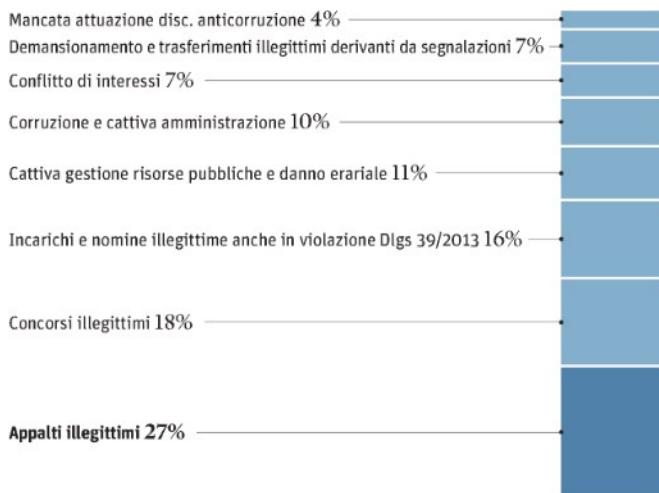 Mancata attuazione disc. anticorruzione 4%
Demansionamento e trasferimenti illegittimi derivanti da segnalazioni 7%
Conflitto di interessi 7%
Corruzione e cattiva amministrazione 10%
Cattiva gestione risorse pubbliche e danno erariale 11%
Incarichi e nomine illegittime anche in violazione Dlgs 39/2013 16%
Concorsi illegittimi 18%
Appalti illegittimi 27%